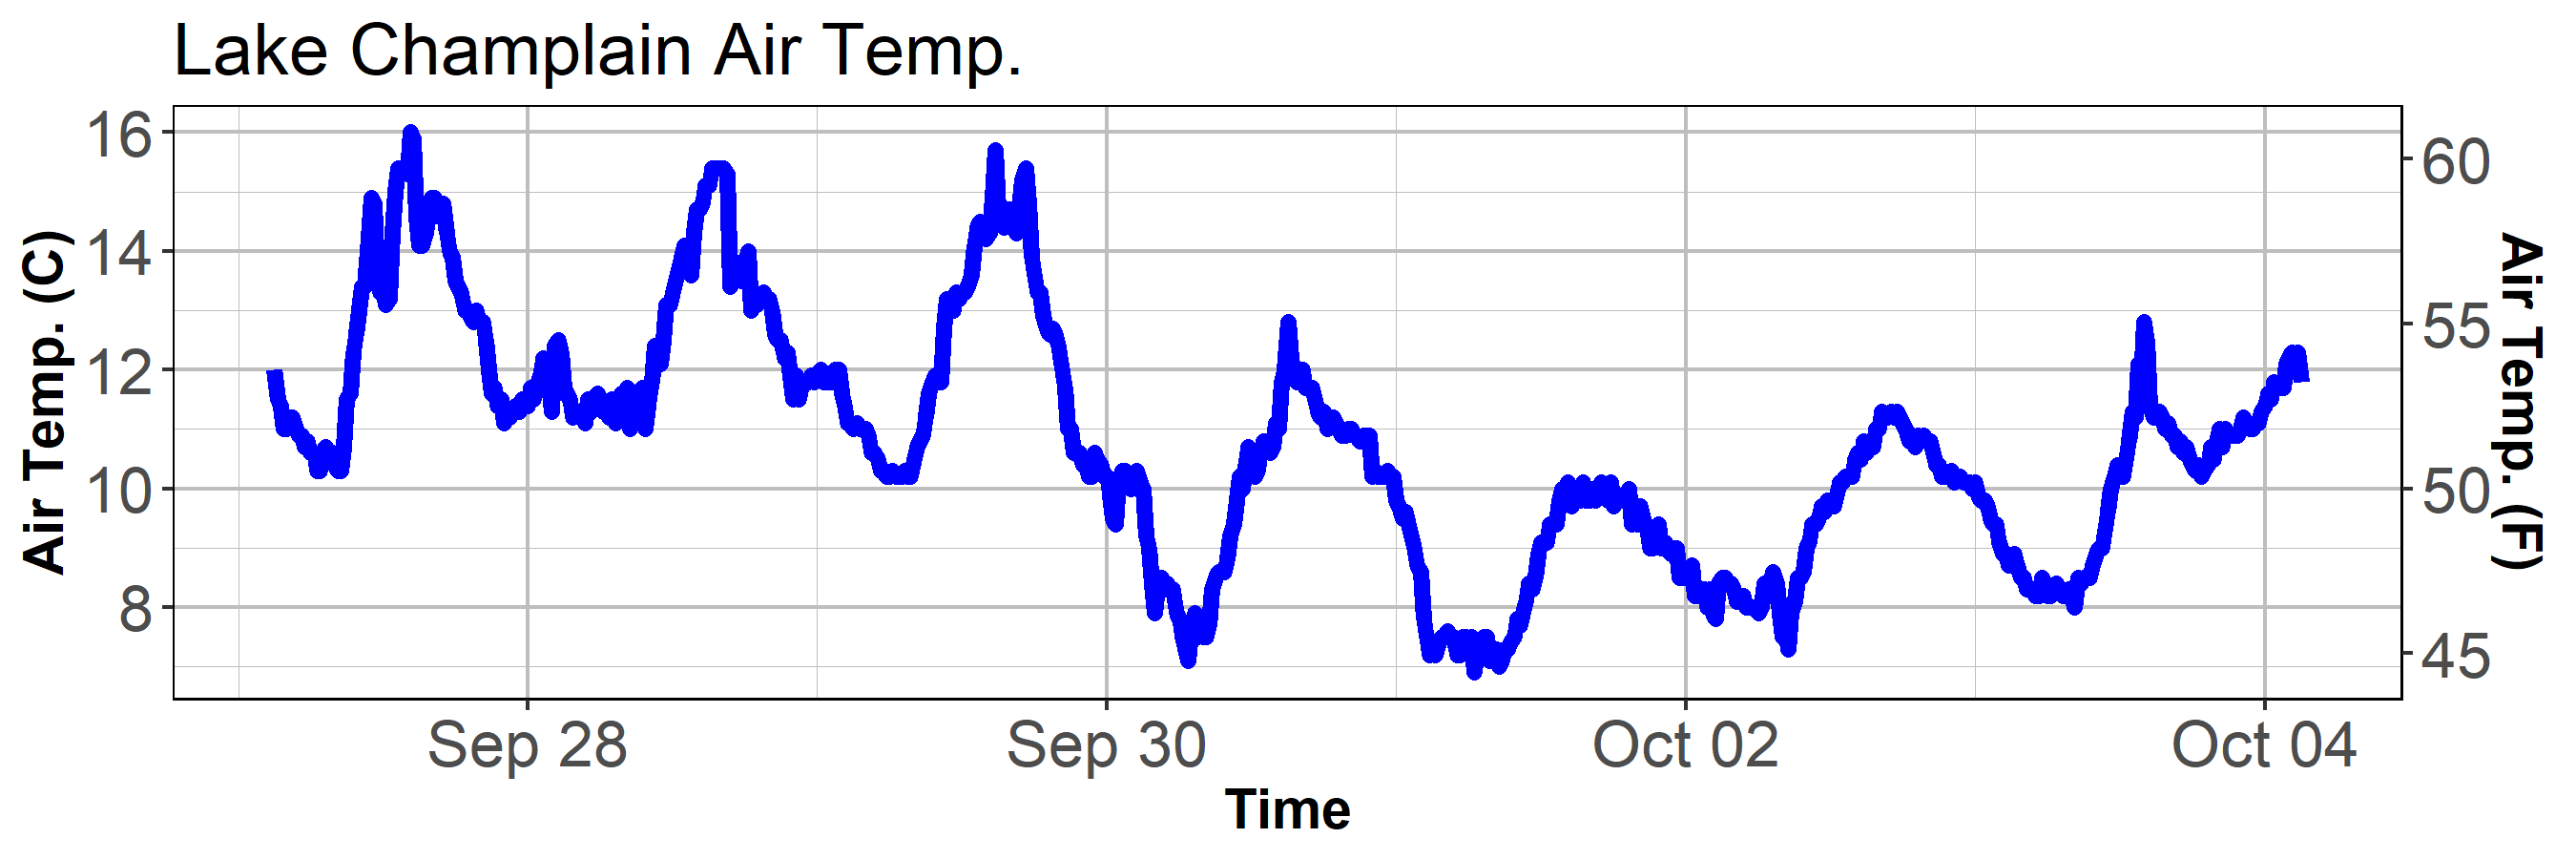 Lake Champlain Air Temp.
16
14
12
10
8
Air Temp. (C)
60
55
50
45
Air Temp. (F)
Sep 28
Sep 30
Oct 02
Oct 04
Time